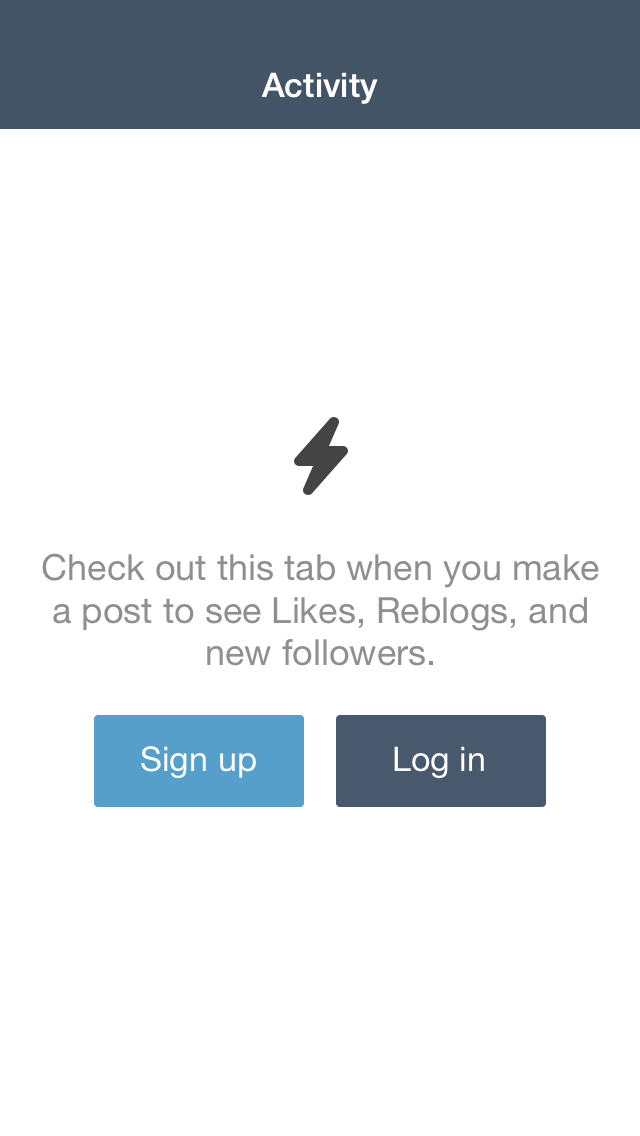 Activity
Check out this tab when you make
a post to see Likes, Reblogs, and
new followers.
Sign up
Log in